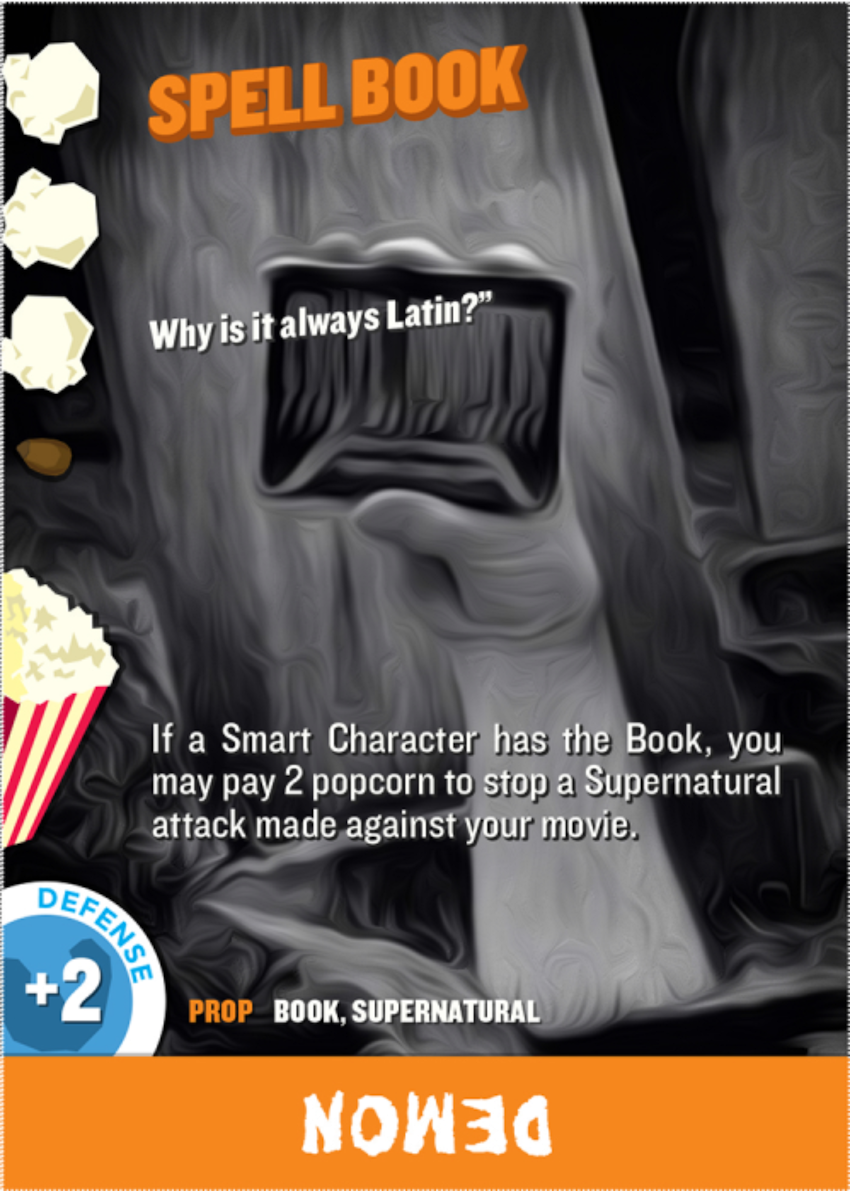 SPELL BOOK
Why is it always Latin?”
If a Smart Character has the Book, you
may pay 2 popcorn to stop a Supernatural
attack made against your movie.
DEFENSE
+2
PROP BOOK, SUPERNATURAL
DEMON